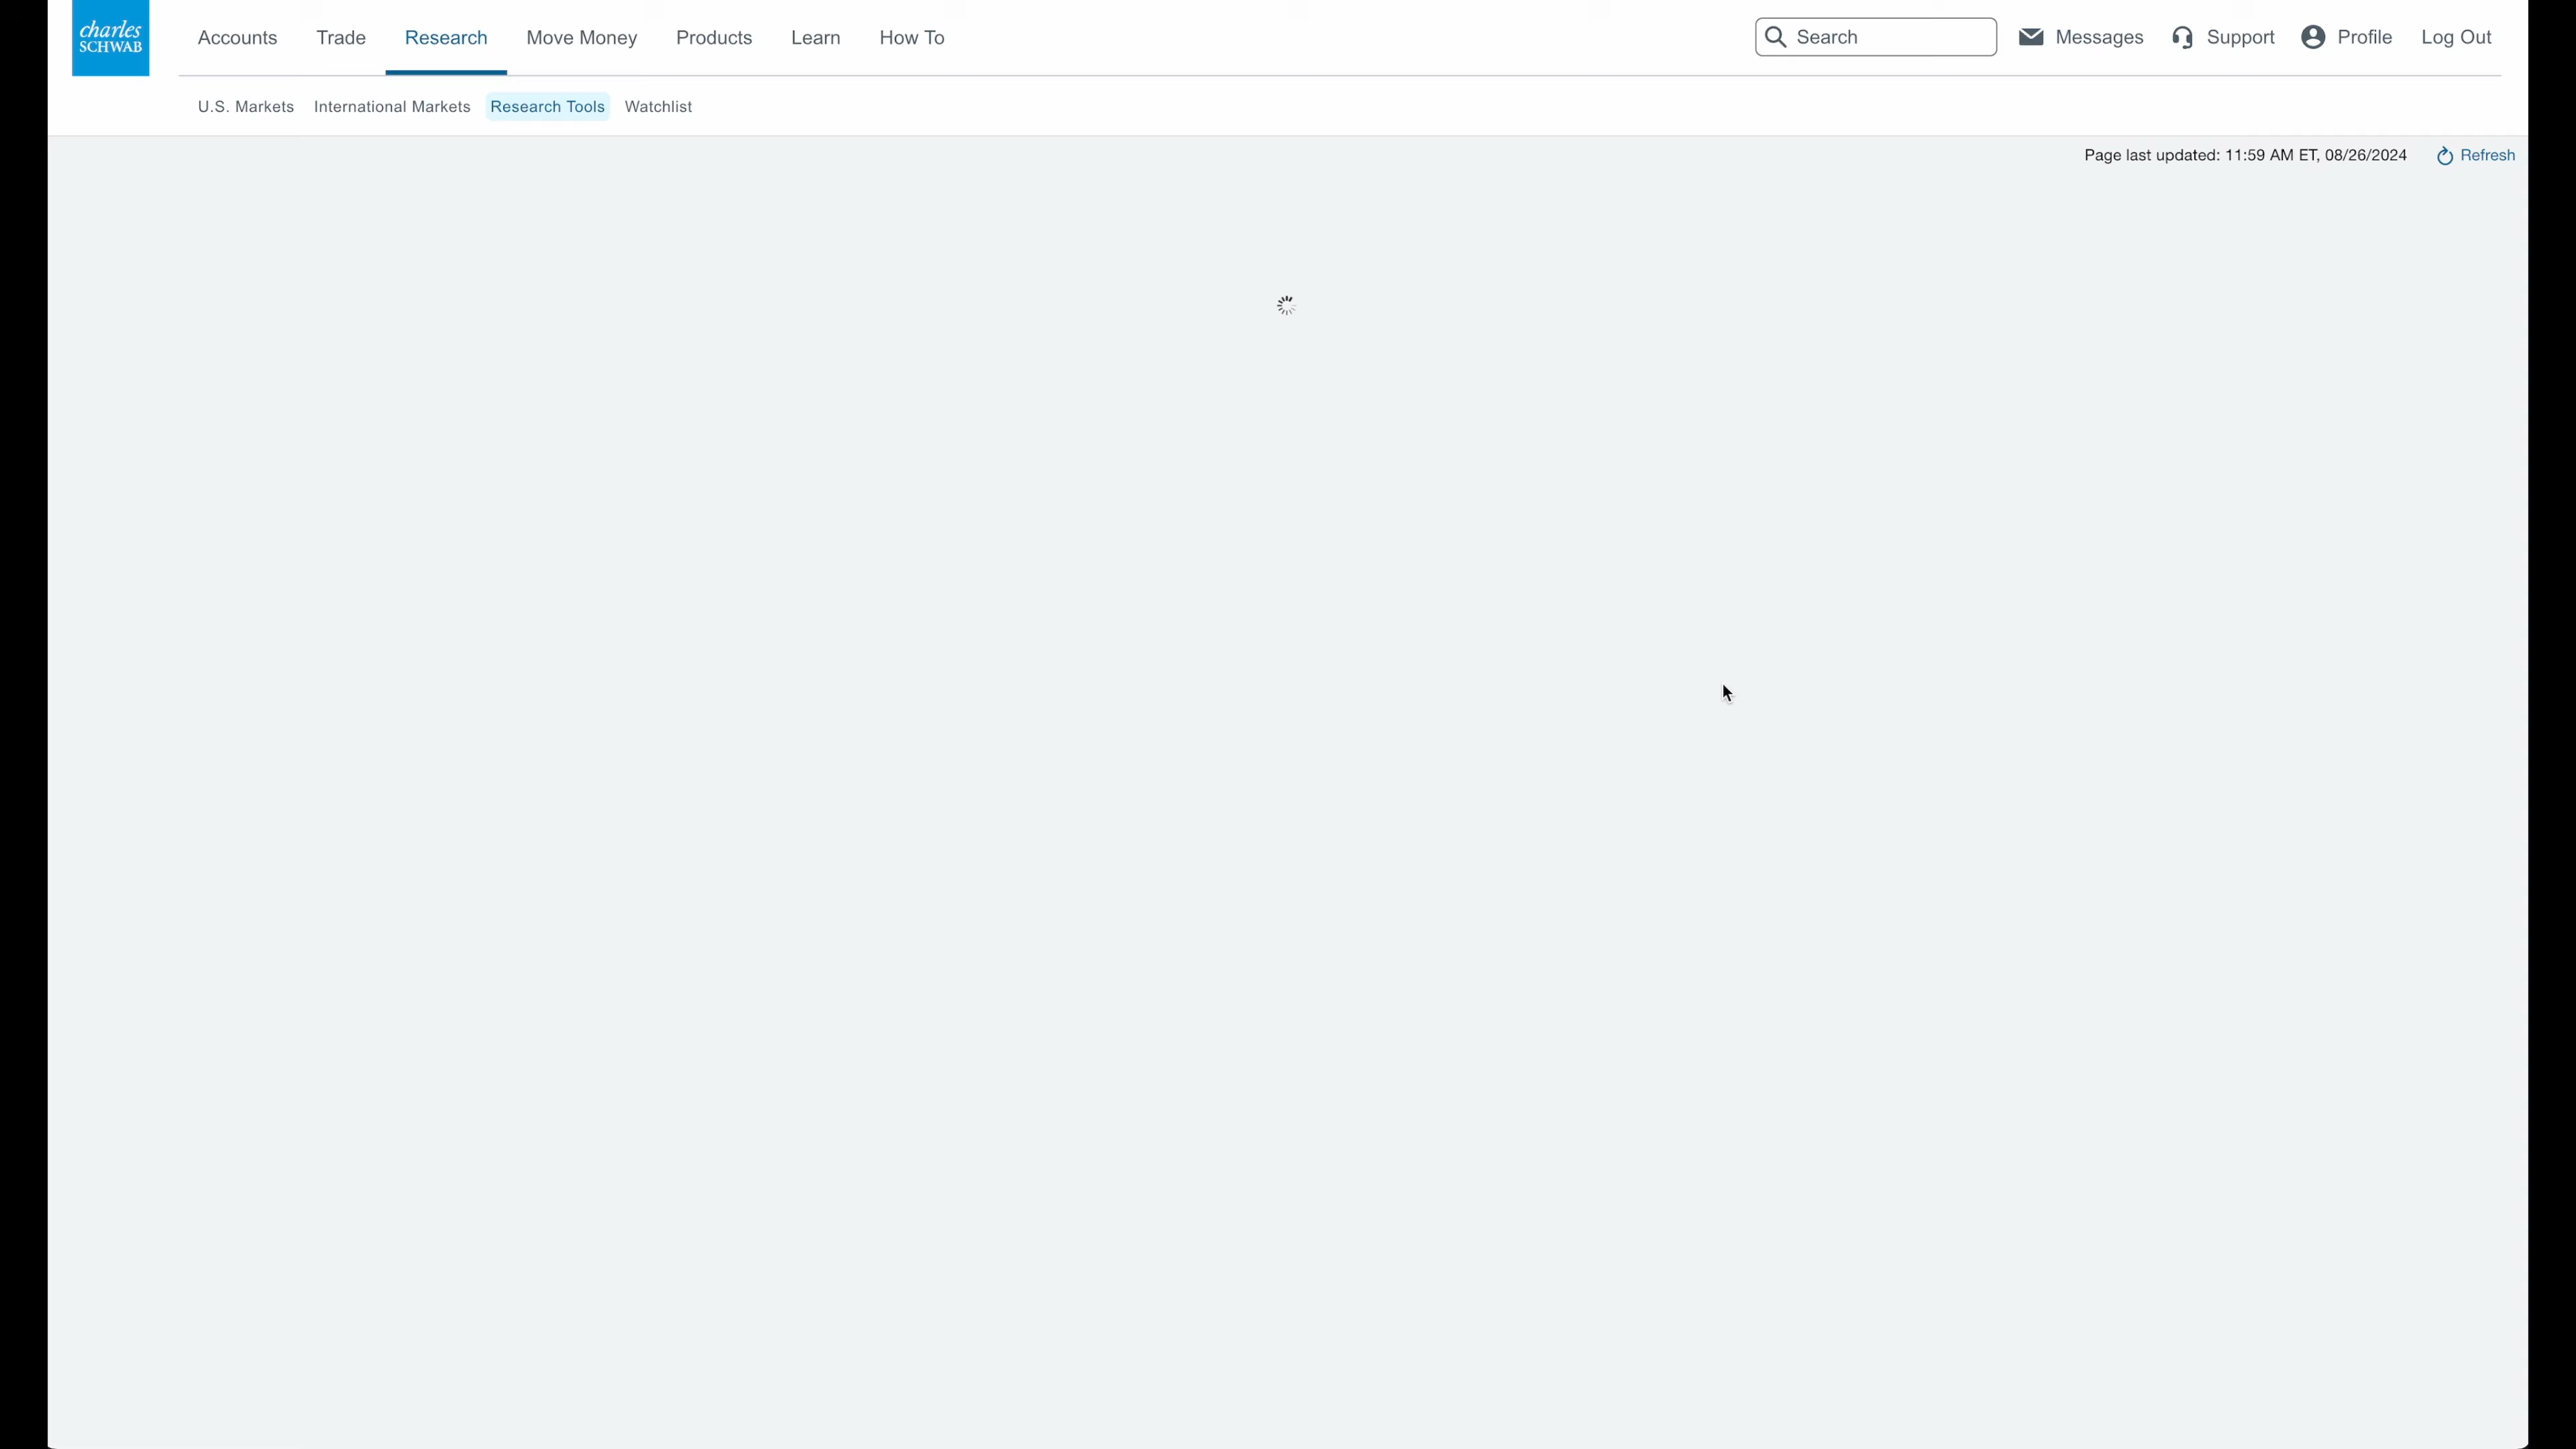 charles
SCHWAB
Accounts Trade Research Move Money Products Learn How To Search Messages Support Profile Log Out
U.S. Markets International Markets Research Tools Watchlist
Page last updated: 11:59 AM ET, 08/26/2024 Refresh